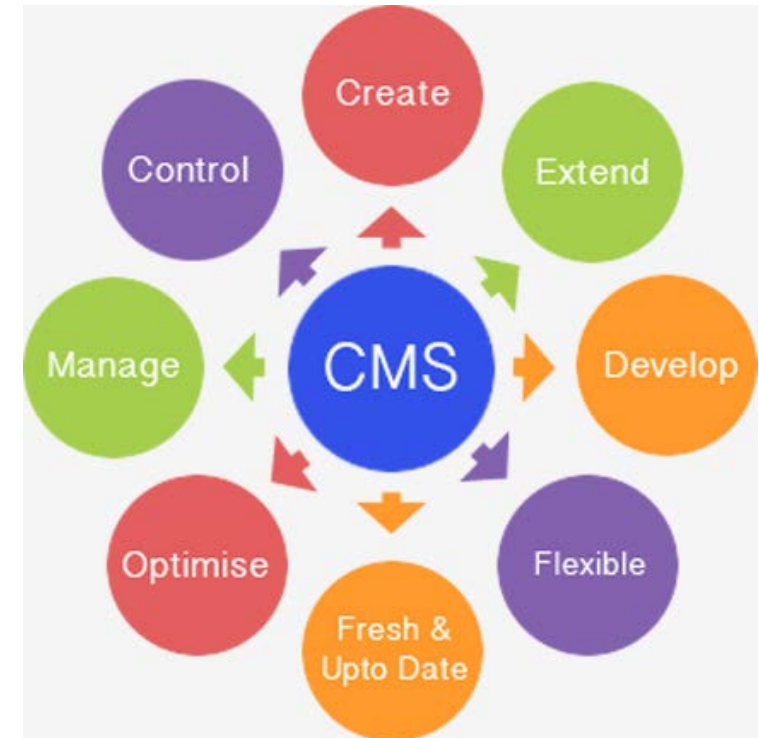 Create
Control
Extend
Manage
CMS
Develop
Optimise
Flexible
Fresh &
Upto Date